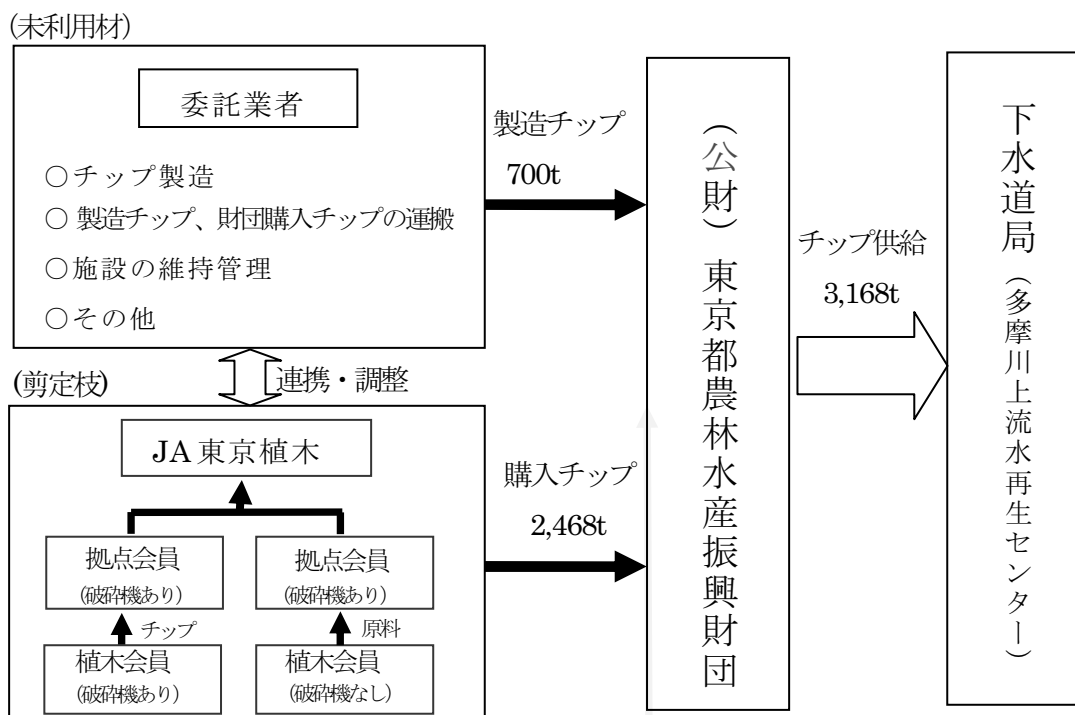 (未利用材)
委託業者
○チップ製造
○ 製造チップ、財団購入チップの運搬
○施設の維持管理
○その他
製造チップ
700t
連携・調整
(剪定枝)
JA東京植木
拠点会員
(破砕機あり)
拠点会員
(破砕機あり)
チップ
原料
植木会員
(破砕機あり)
植木会員
(破砕機なし)
購入チップ
2,468t
(公財)東京都農林水産振興財団
チップ供給
3,168t
下水道局(多摩川上流水再生センター)